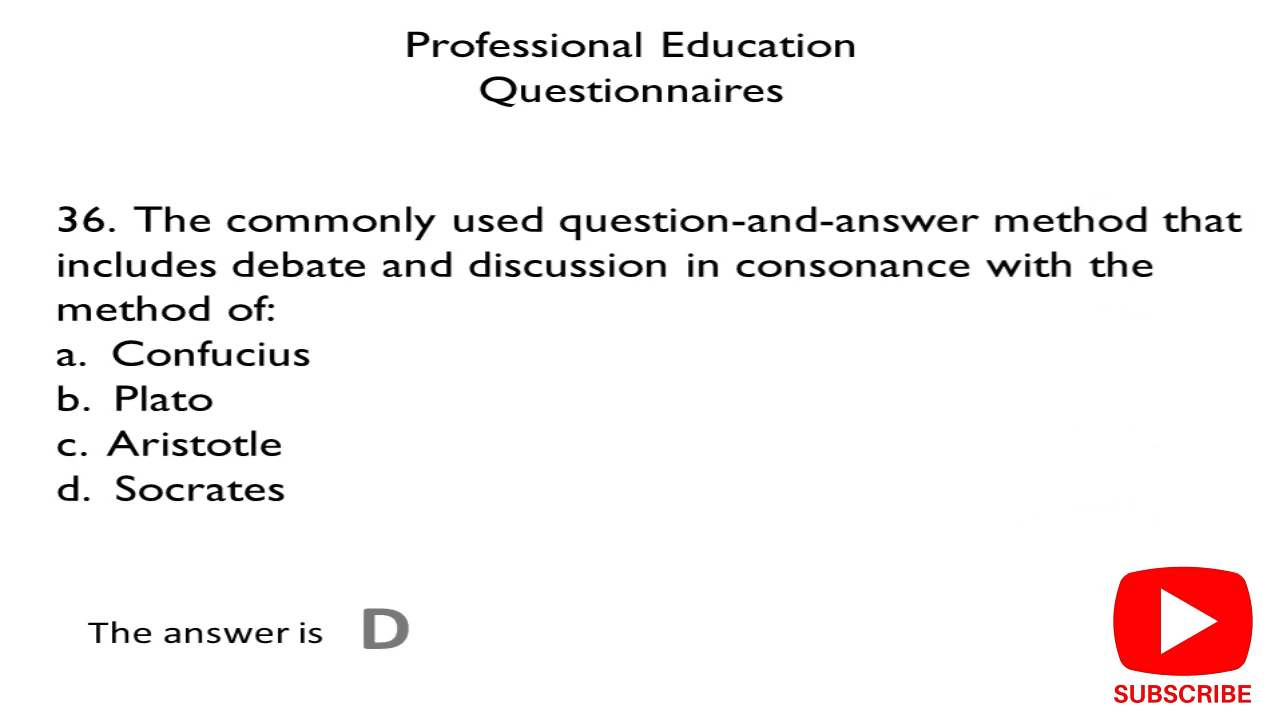 Professional Education
Questionnaires
36. The commonly used question-and-answer method that
includes debate and discussion in consonance with the
method of:
a. Confucius
b. Plato
c. Aristotle
d. Socrates
The answer is D
SUBSCRIBE